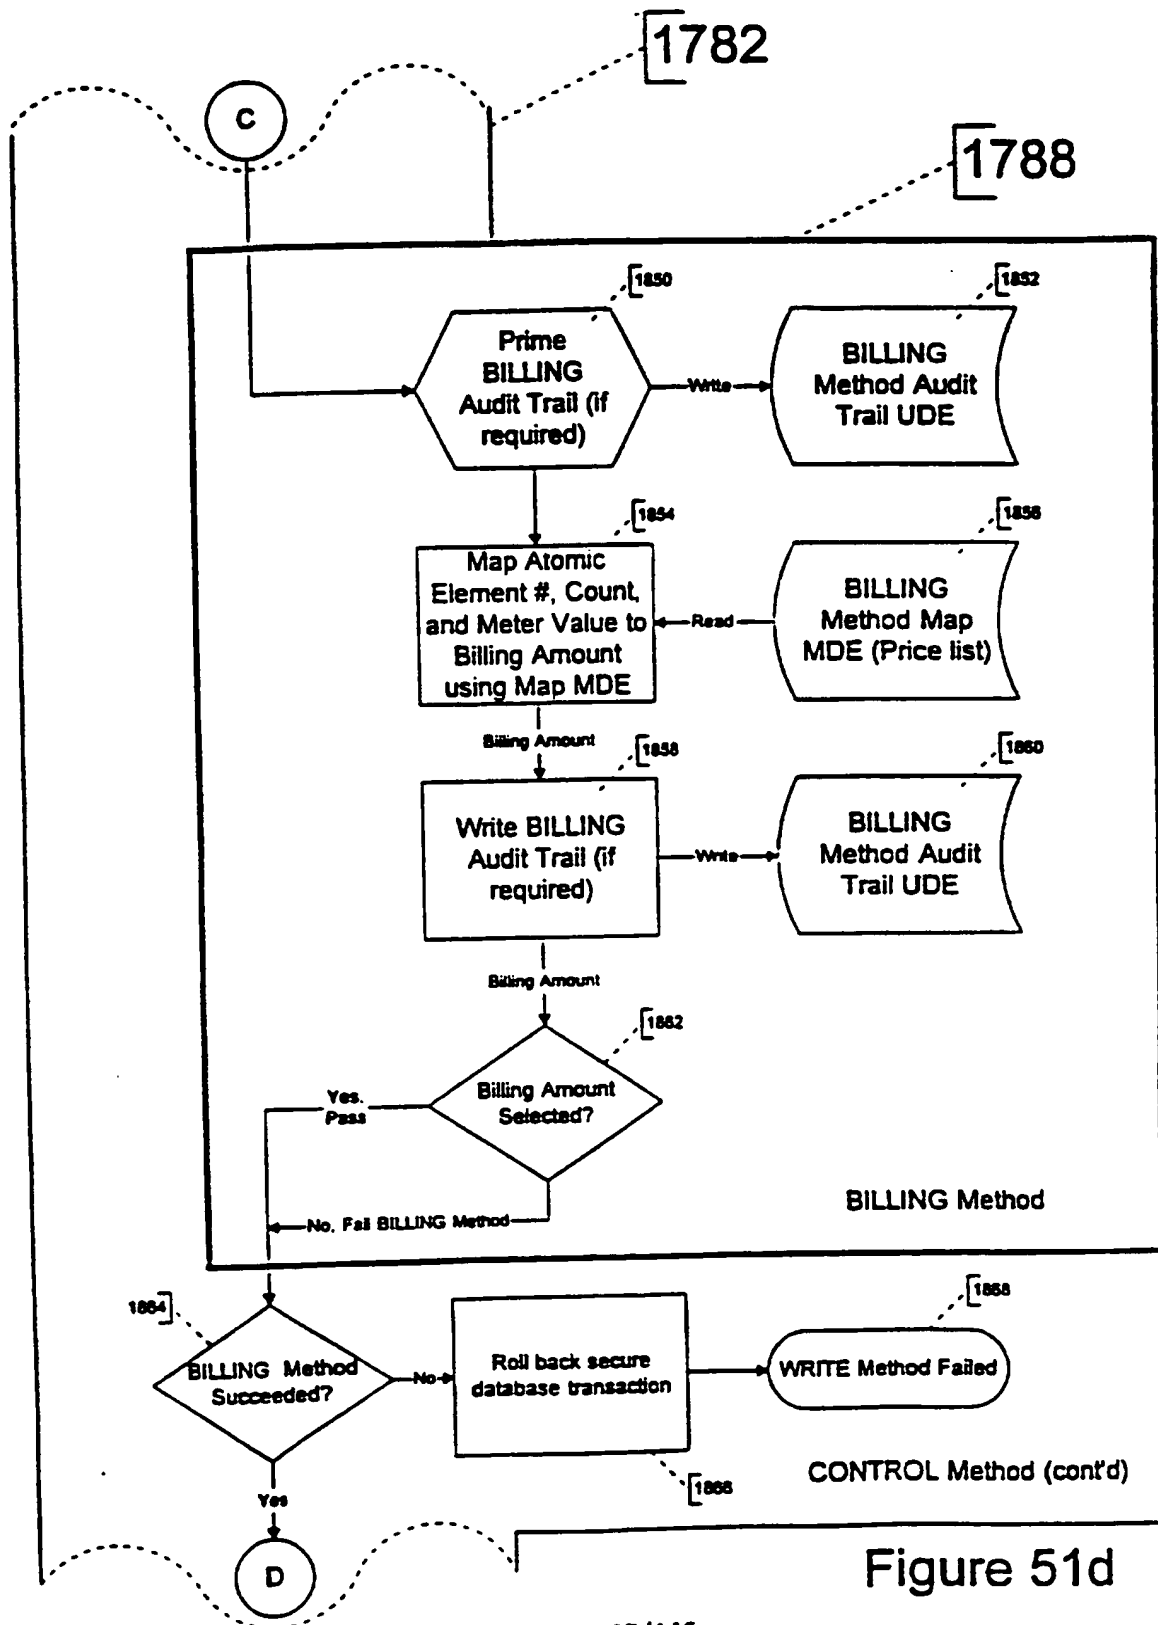 1782
C
1788
1850
1852
Prime
BILLING
Audit Trail (if
required)
Write
BILLING
Method Audit
Trail UDE
1854
1856
Map Atomic
Element #, Count,
and Meter Value to
Billing Amount
using Map MDE
Read
BILLING
Method Map
MDE (Price list)
Billing Amount
1858
1860
Write BILLING
Audit Trail (if
required)
Write
BILLING
Method Audit
Trail UDE
Billing Amount
1862
Billing Amount
Selected?
Yes.
Pass
BILLING Method
No, Fail BILLING Method
1864
1868
BILLING Method
Succeeded?
No
Roll back secure
database transaction
WRITE Method Failed
CONTROL Method (cont'd)
1866
Yes
D
Figure 51d